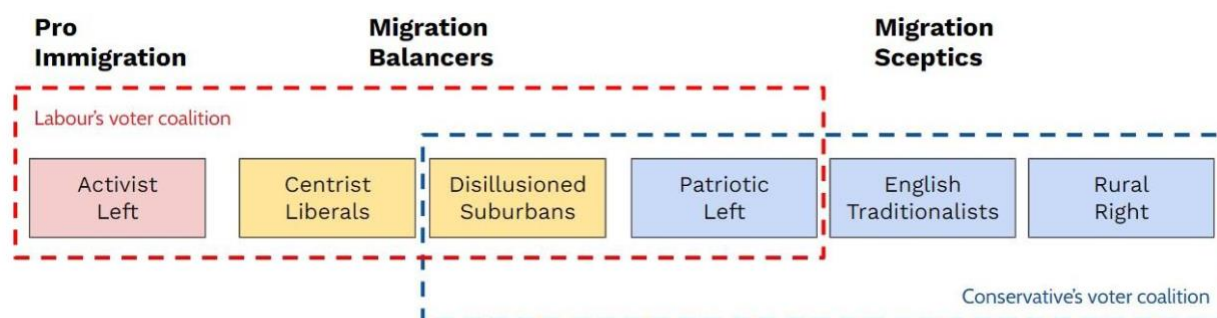 Pro
Immigration
Migration
Balancers
Migration
Sceptics
Labour's voter coalition
Activist
Left
Centrist
Liberals
Disillusioned
Suburbans
Patriotic
Left
English
Traditionalists
Rural
Right
Conservative's voter coalition